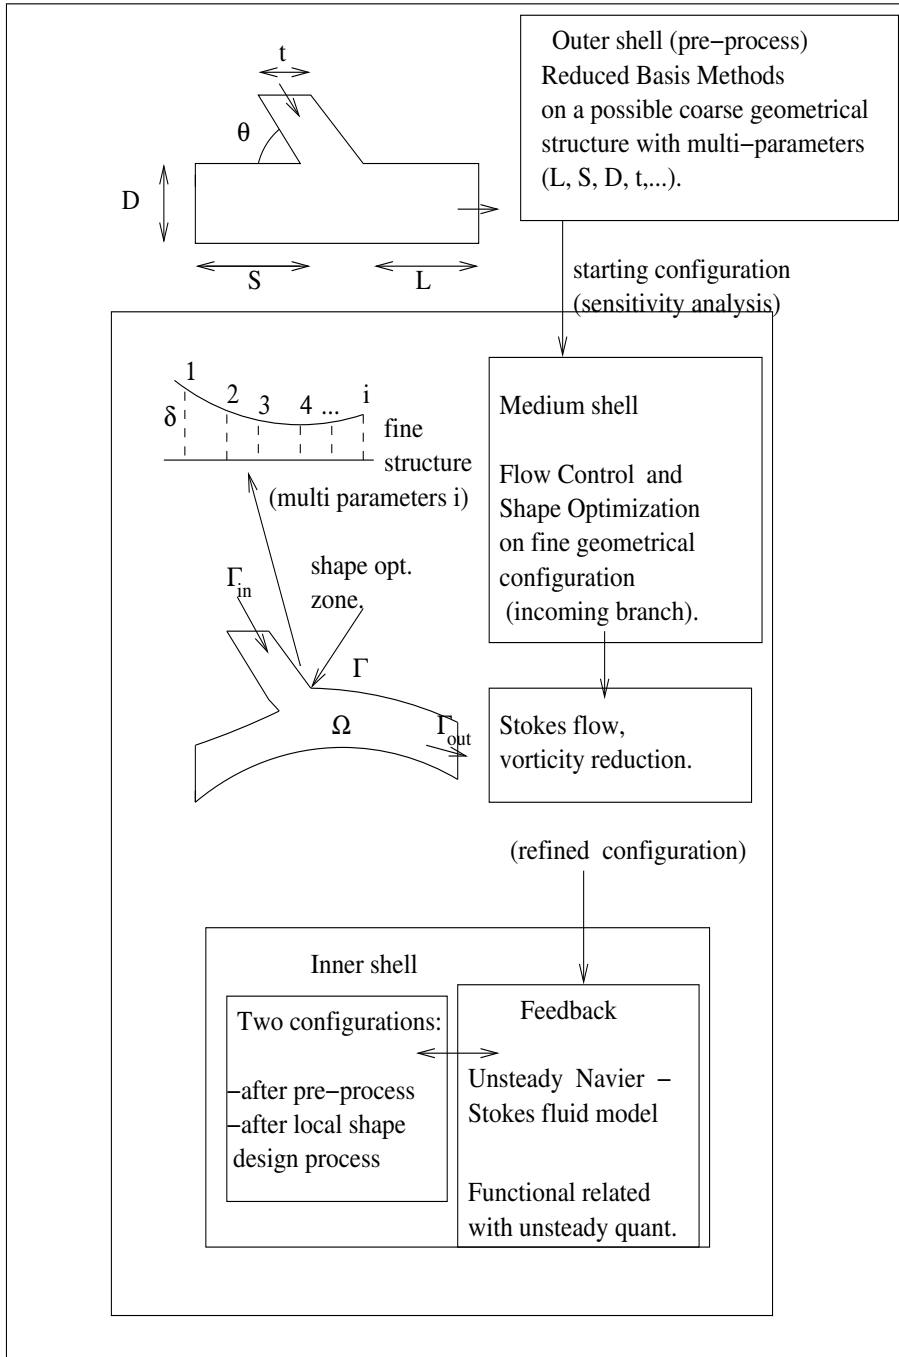 t
θ
D
S
L
Outer shell (pre−process)
Reduced Basis Methods
on a possible coarse geometrical
structure with multi−parameters
(L, S, D, t,...).
starting configuration
(sensitivity analysis)
1
2
3
4
...
i
δ
fine
structure
(multi parameters i)
Medium shell
Flow Control and
Shape Optimization
on fine geometrical
configuration
(incoming branch).
shape opt.
zone.
Γin
Γ
Ω
Γout
Stokes flow,
vorticity reduction.
(refined configuration)
Inner shell
Two configurations:
−after pre−process
−after local shape
design process
Feedback
Unsteady Navier −
Stokes fluid model
Functional related
with unsteady quant.